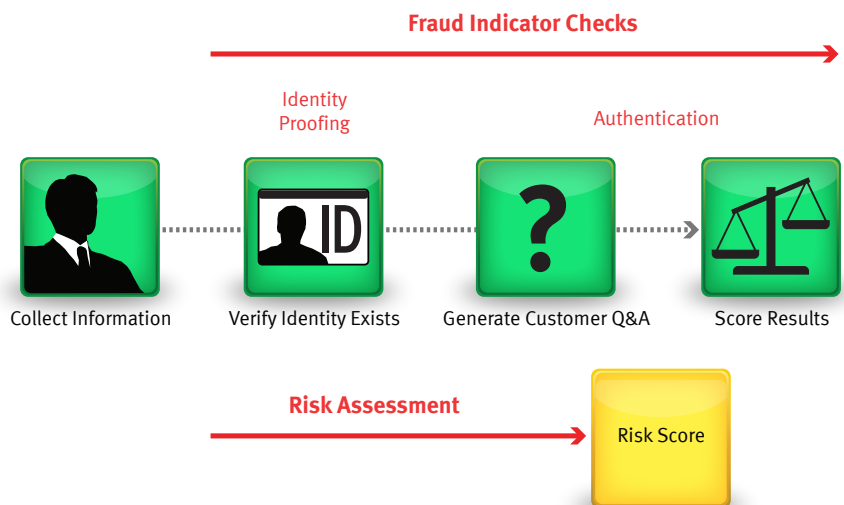 Fraud Indicator Checks
Identity
Proofing
Authentication
ID
?
Collect Information
Verify Identity Exists
Generate Customer Q&A
Score Results
Risk Assessment
Risk Score